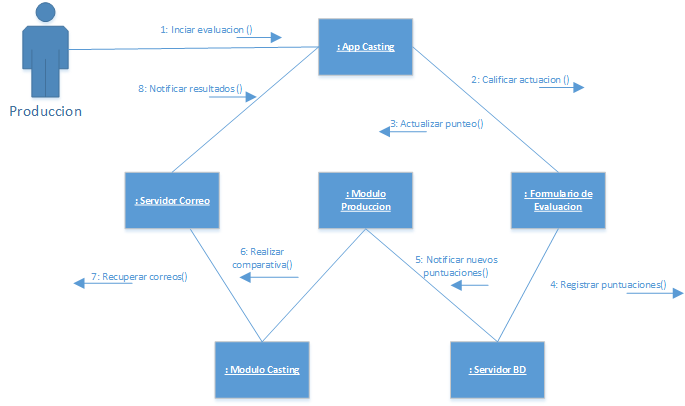 1: Inciar evaluacion ()
: App Casting
Produccion
8: Notificar resultados ()
2: Calificar actuacion ()
3: Actualizar punteo()
: Servidor Correo
: Modulo
Produccion
: Formulario de
Evaluacion
6: Realizar
comparativa()
7: Recuperar correos()
5: Notificar nuevos
puntuaciones()
4: Registrar puntuaciones()
: Modulo Casting
: Servidor BD